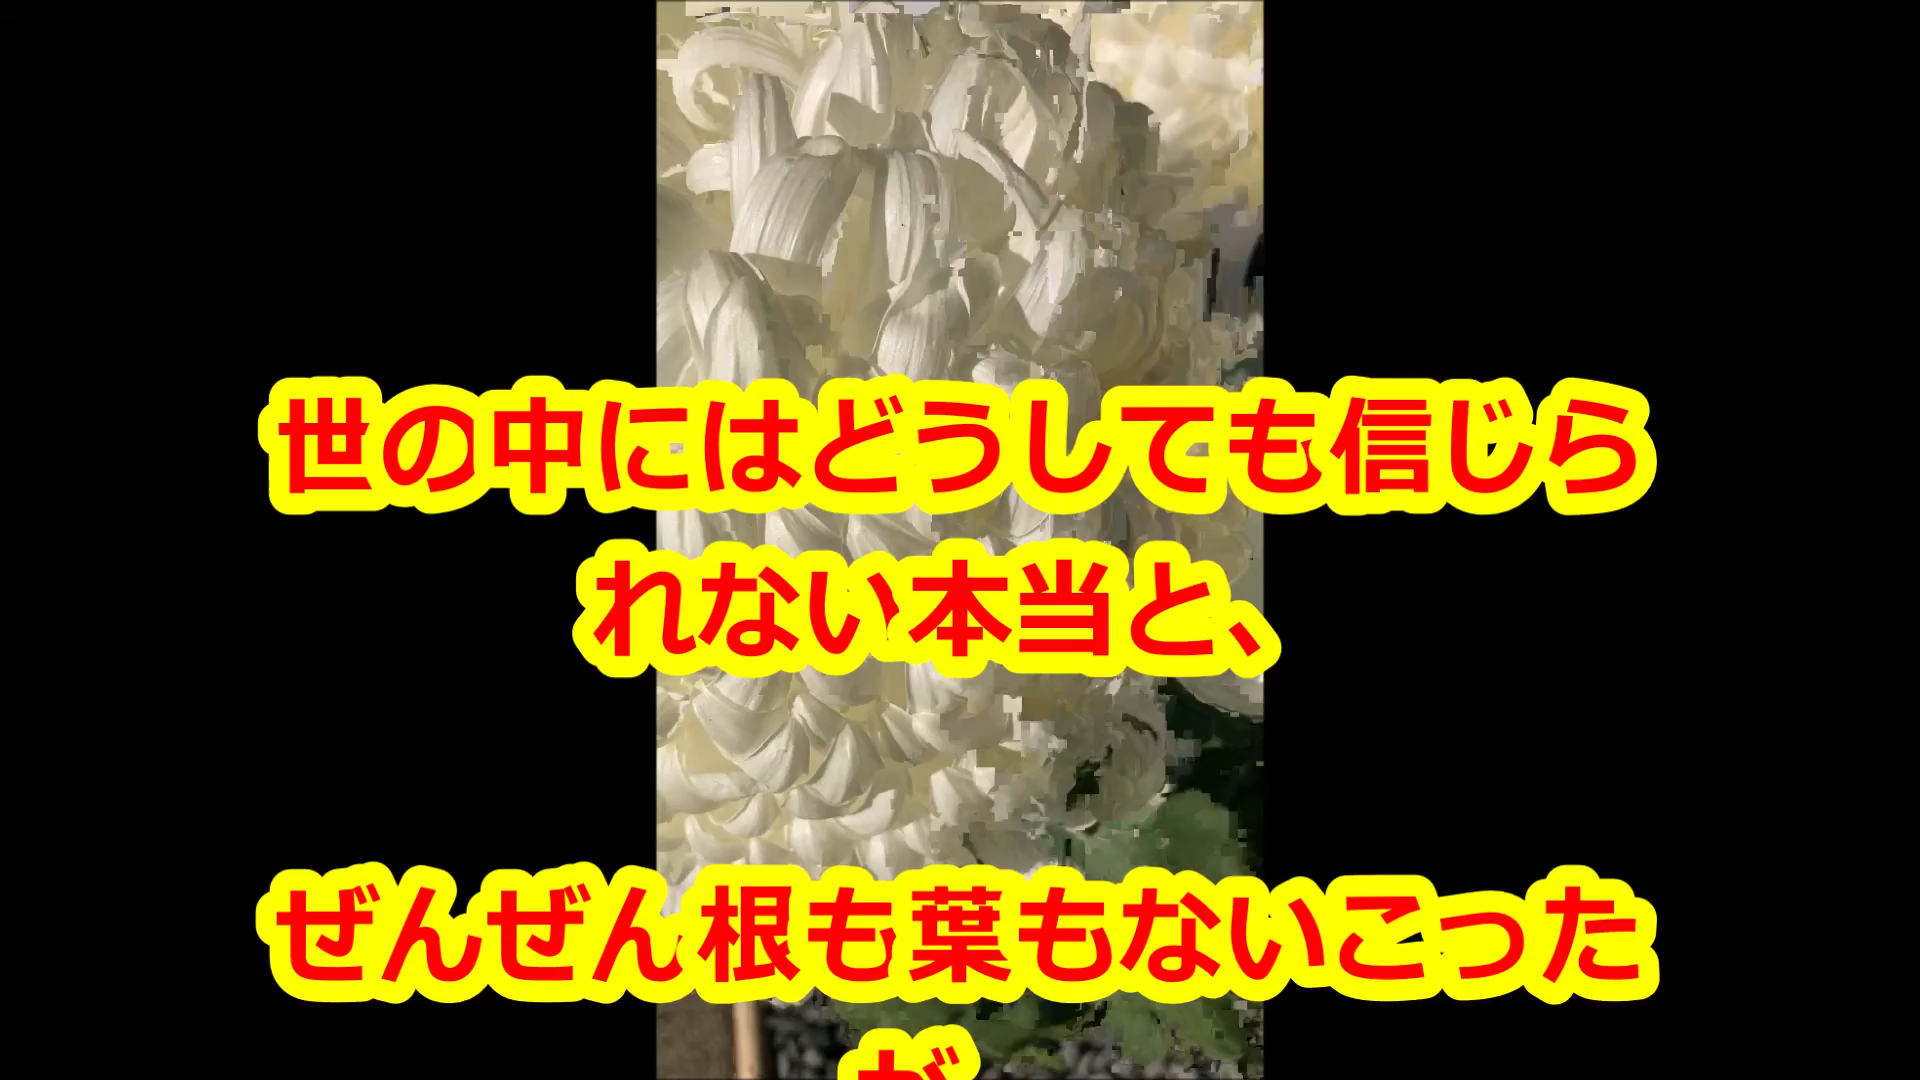 世の中にはどうしても信じら
れない本当と、
ぜんぜん根も葉もないこった
が